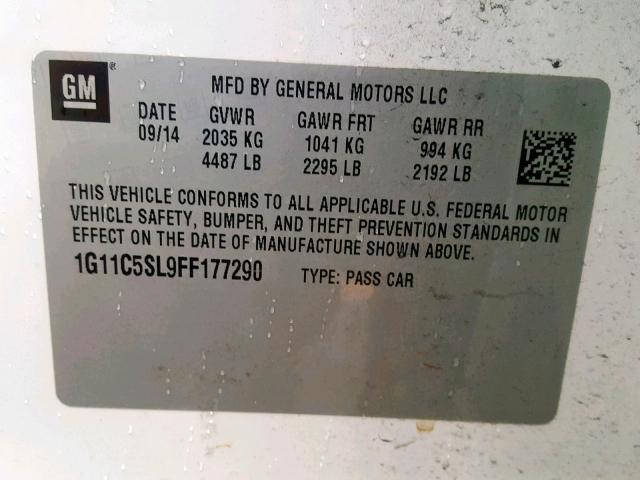 GM ®
MFD BY GENERAL MOTORS LLC
DATE GVWR GAWR FRT GAWR RR
09/14 2035 KG 1041 KG 994 KG
4487 LB 2295 LB 2192 LB
THIS VEHICLE CONFORMS TO ALL APPLICABLE U.S. FEDERAL MOTOR
VEHICLE SAFETY, BUMPER, AND THEFT PREVENTION STANDARDS IN
EFFECT ON THE DATE OF MANUFACTURE SHOWN ABOVE.
1G11C5SL9FF177290 TYPE: PASS CAR